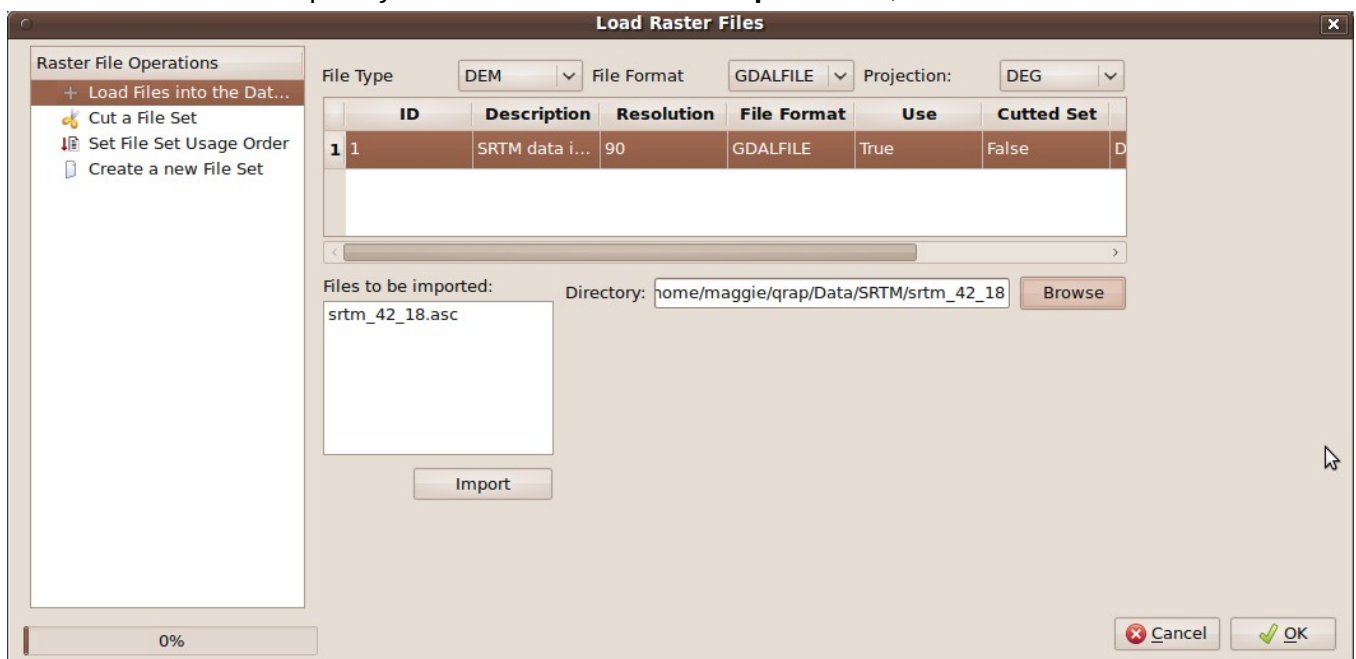 Load Raster Files
Raster File Operations
Load Files into the Dat...
Cut a File Set
Set File Set Usage Order
Create a new File Set
File Type DEM File Format GDALFILE Projection: DEG
ID Description Resolution File Format Use Cutted Set
1 1 SRTM data i... 90 GDALFILE True False D
Files to be imported:
Directory: home/maggie/qrap/Data/SRTM/srtm_42_18 Browse
srtm_42_18.asc
Import
0%
Cancel OK